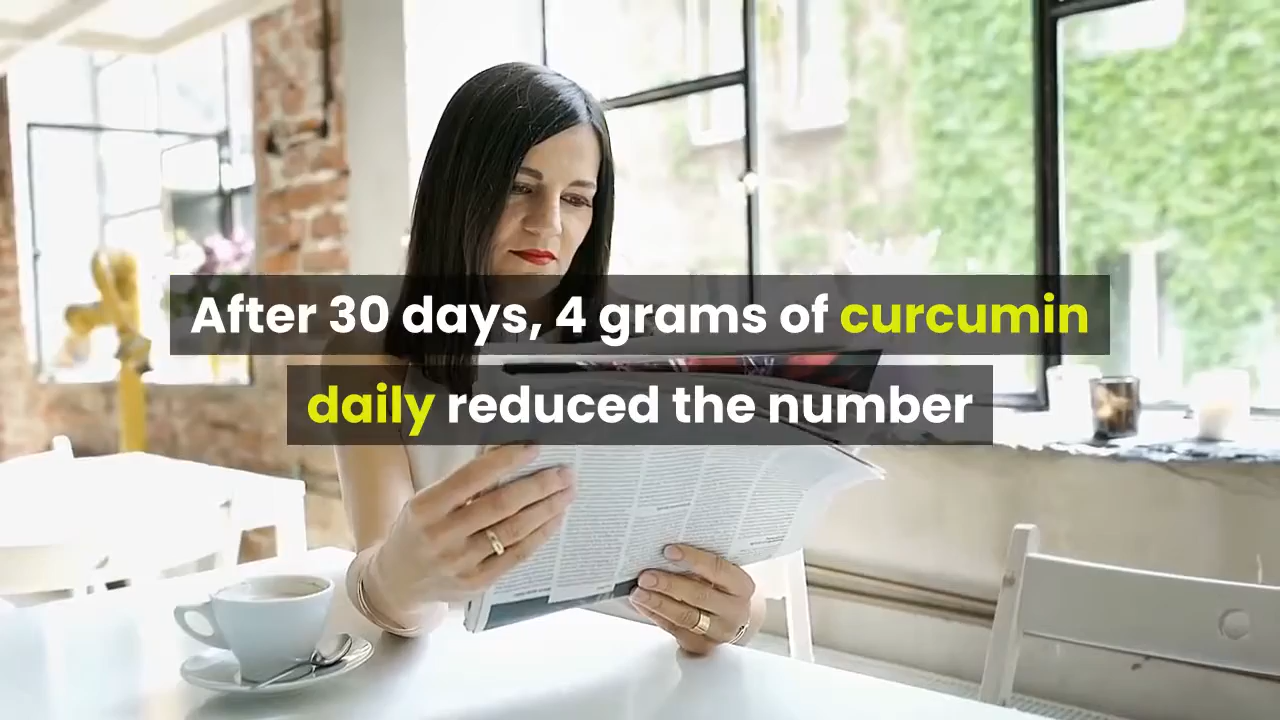 After 30 days, 4 grams of curcumin
daily reduced the number